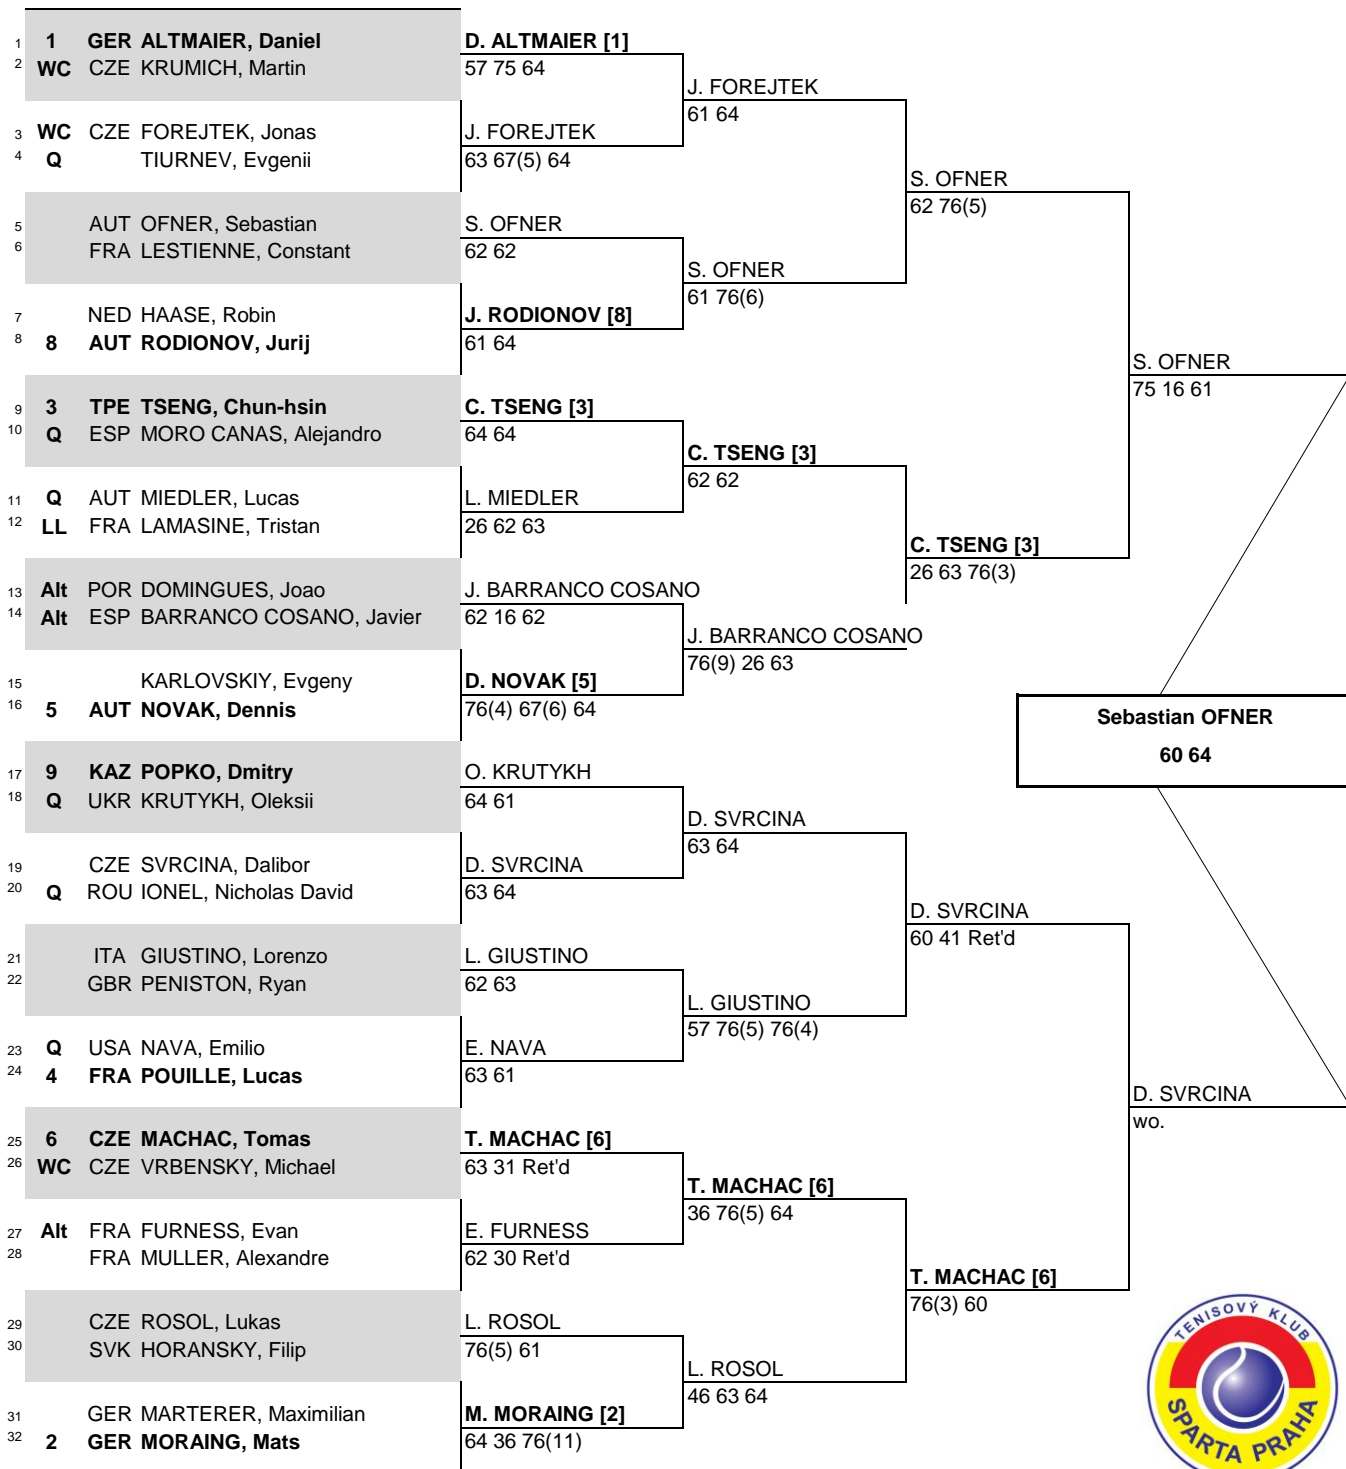 1 1 GER ALTMAIER, Daniel
2 WC CZE KRUMICH, Martin
3 WC CZE FOREJTEK, Jonas
4 Q TIURNEV, Evgenii
5 AUT OFNER, Sebastian
6 FRA LESTIENNE, Constant
7 NED HAASE, Robin
8 8 AUT RODIONOV, Jurij
9 3 TPE TSENG, Chun-hsin
10 Q ESP MORO CANAS, Alejandro
11 Q AUT MIEDLER, Lucas
12 LL FRA LAMASINE, Tristan
13 Alt POR DOMINGUES, Joao
14 Alt ESP BARRANCO COSANO, Javier
15 KARLOVSKIY, Evgeny
16 5 AUT NOVAK, Dennis
17 9 KAZ POPKO, Dmitry
18 Q UKR KRUTYKH, Oleksii
19 CZE SVRCINA, Dalibor
20 Q ROU IONEL, Nicholas David
21 ITA GIUSTINO, Lorenzo
22 GBR PENISTON, Ryan
23 Q USA NAVA, Emilio
24 4 FRA POUILLE, Lucas
25 6 CZE MACHAC, Tomas
26 WC CZE VRBENSKY, Michael
27 Alt FRA FURNESS, Evan
28 FRA MULLER, Alexandre
29 CZE ROSOL, Lukas
30 SVK HORANSKY, Filip
31 GER MARTERER, Maximilian
32 2 GER MORAING, Mats
D. ALTMAIER [1]
57 75 64
J. FOREJTEK
63 67(5) 64
S. OFNER
62 62
J. RODIONOV [8]
61 64
C. TSENG [3]
64 64
L. MIEDLER
26 62 63
J. BARRANCO COSANO
62 16 62
D. NOVAK [5]
76(4) 67(6) 64
O. KRUTYKH
64 61
D. SVRCINA
63 64
L. GIUSTINO
62 63
E. NAVA
63 61
T. MACHAC [6]
63 31 Ret'd
E. FURNESS
62 30 Ret'd
L. ROSOL
76(5) 61
M. MORAING [2]
64 36 76(11)
J. FOREJTEK
61 64
S. OFNER
61 76(6)
C. TSENG [3]
62 62
J. BARRANCO COSANO
76(9) 26 63
D. SVRCINA
63 64
L. GIUSTINO
57 76(5) 76(4)
T. MACHAC [6]
36 76(5) 64
L. ROSOL
46 63 64
S. OFNER
62 76(5)
C. TSENG [3]
26 63 76(3)
D. SVRCINA
60 41 Ret'd
T. MACHAC [6]
76(3) 60
S. OFNER
75 16 61
D. SVRCINA
wo.
Sebastian OFNER
60 64
TENISOVÝ KLUB
SPARTA PRAHA